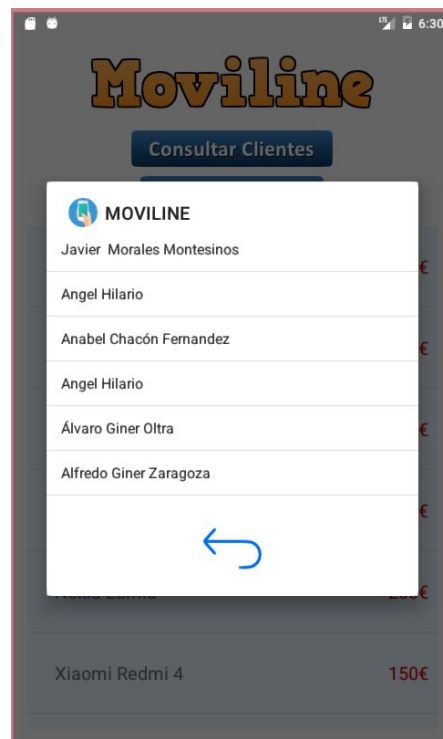 LTE 6:30
Moviline
Consultar Clientes
MOVILINE
Javier Morales Montesinos
€
Angel Hilario
Anabel Chacón Fernandez
€
Angel Hilario
Álvaro Giner Oltra
€
Alfredo Giner Zaragoza
€
€
Xiaomi Redmi 4 150€